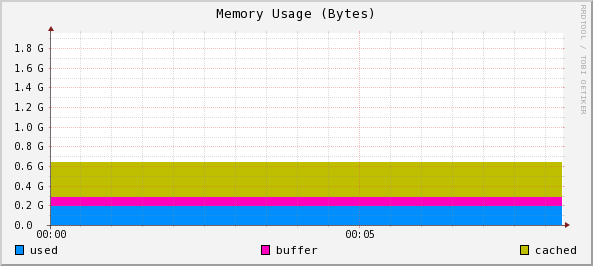 Memory Usage (Bytes)
RRDTOOL / TOBI OETIKER
1.8 G
1.6 G
1.4 G
1.2 G
1.0 G
0.8 G
0.6 G
0.4 G
0.2 G
0.0
00:00 00:05
used buffer cached